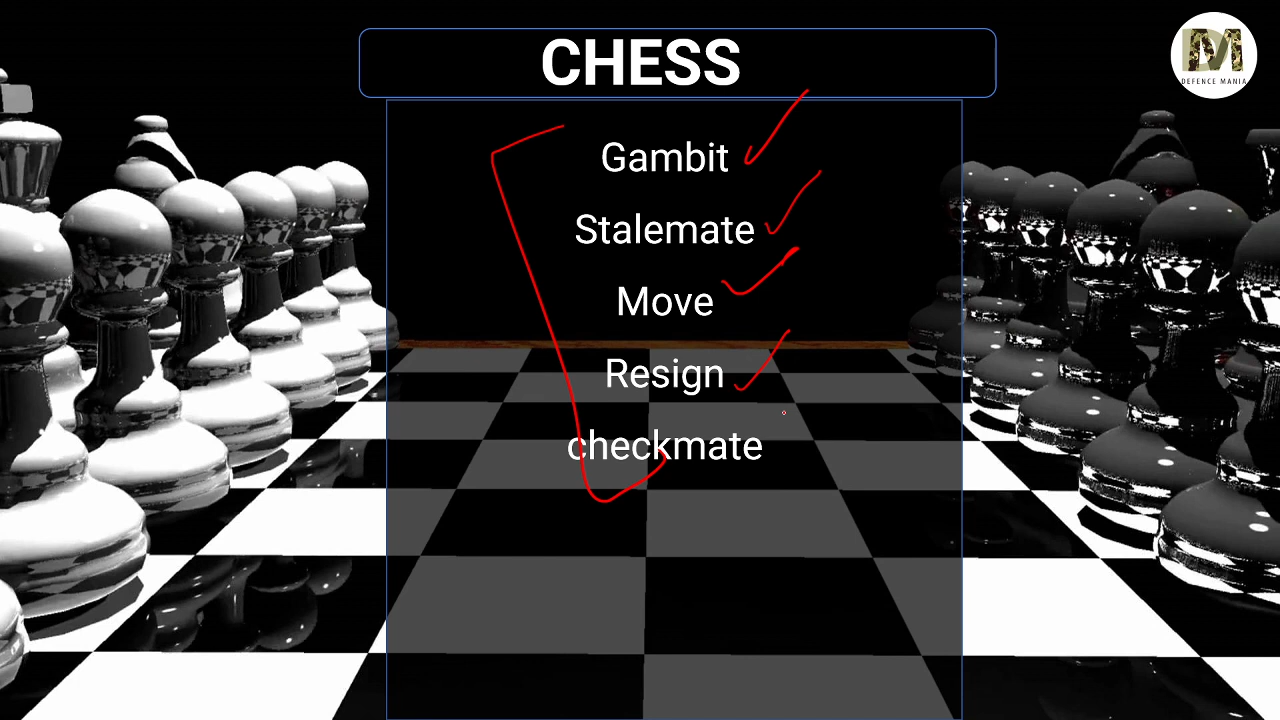 CHESS
M
DEFENCE MANIA
Gambit
Stalemate
Move
Resign
checkmate